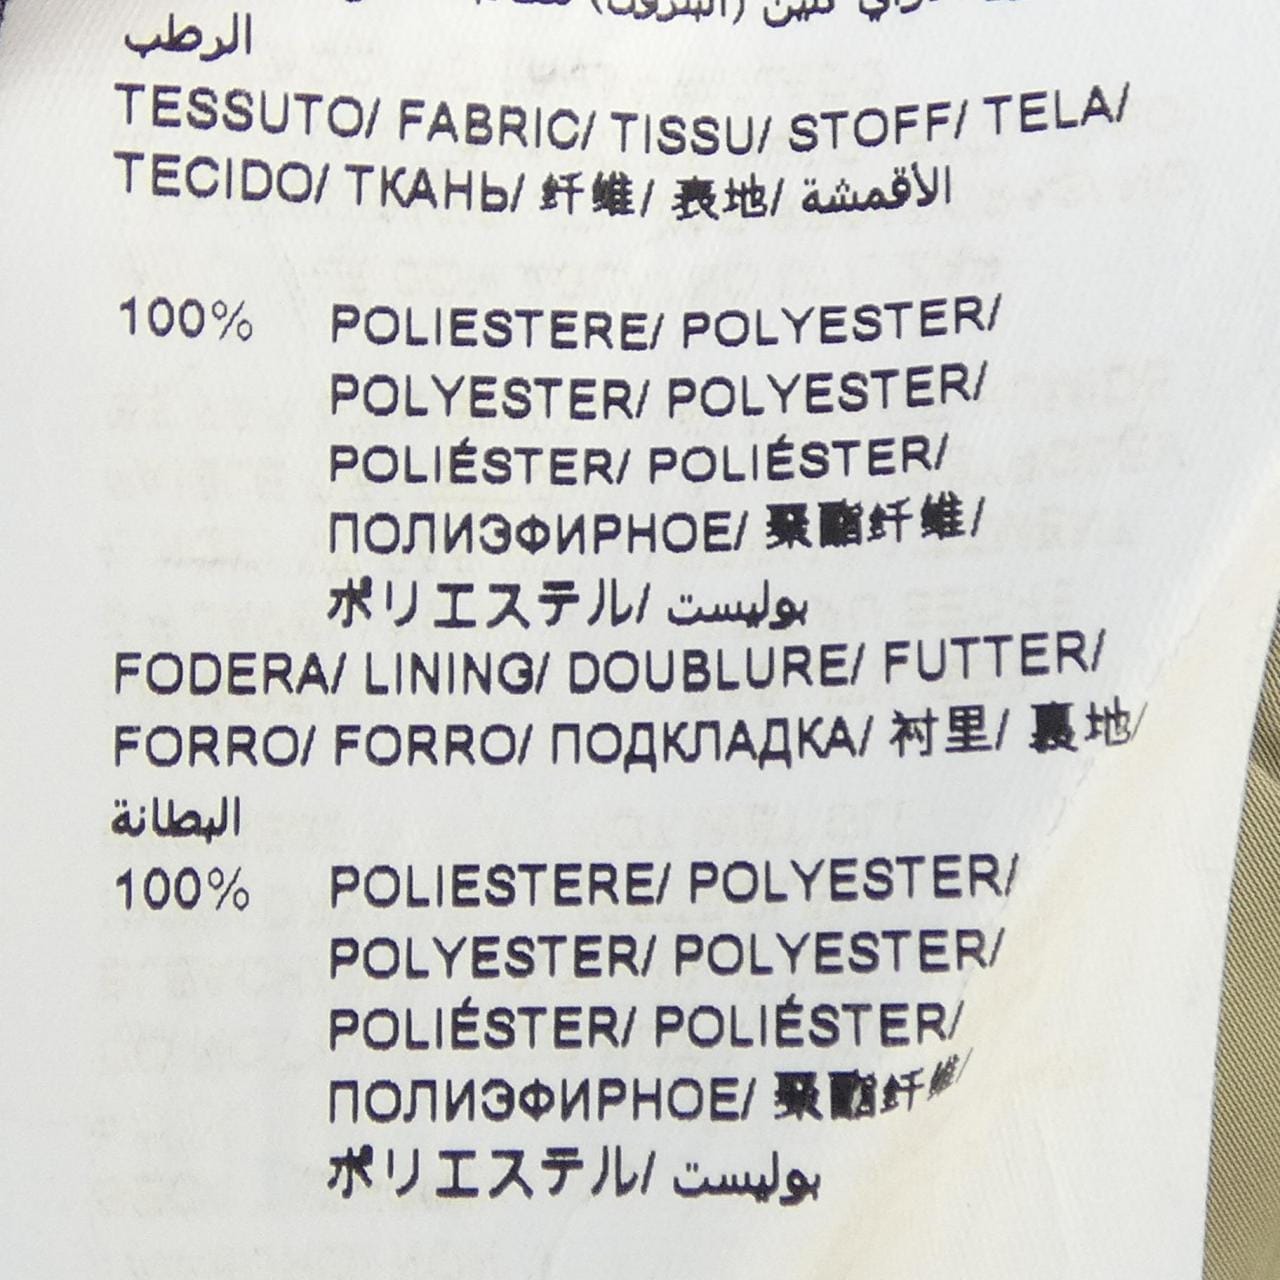 الرطب
TESSUTO/ FABRIC/ TISSU/ STOFF/ TELA/
TECIDO/ ТКАНЬ/ 纤维/ 表地/ الأقمشة
100% POLIESTERE/ POLYESTER/
POLYESTER/ POLYESTER/
POLIÉSTER/ POLIÉSTER/
ПОЛИЭФИРНОЕ/ 聚酯纤维/
ポリエステル/ بوليست
FODERA/ LINING/ DOUBLURE/ FUTTER/
FORRO/ FORRO/ ПОДКЛАДКА/ 衬里/ 裏地/
البطانة
100% POLIESTERE/ POLYESTER/
POLYESTER/ POLYESTER/
POLIÉSTER/ POLIÉSTER/
ПОЛИЭФИРНОЕ/ 聚酯纤维/
ポリエステル/ بوليست